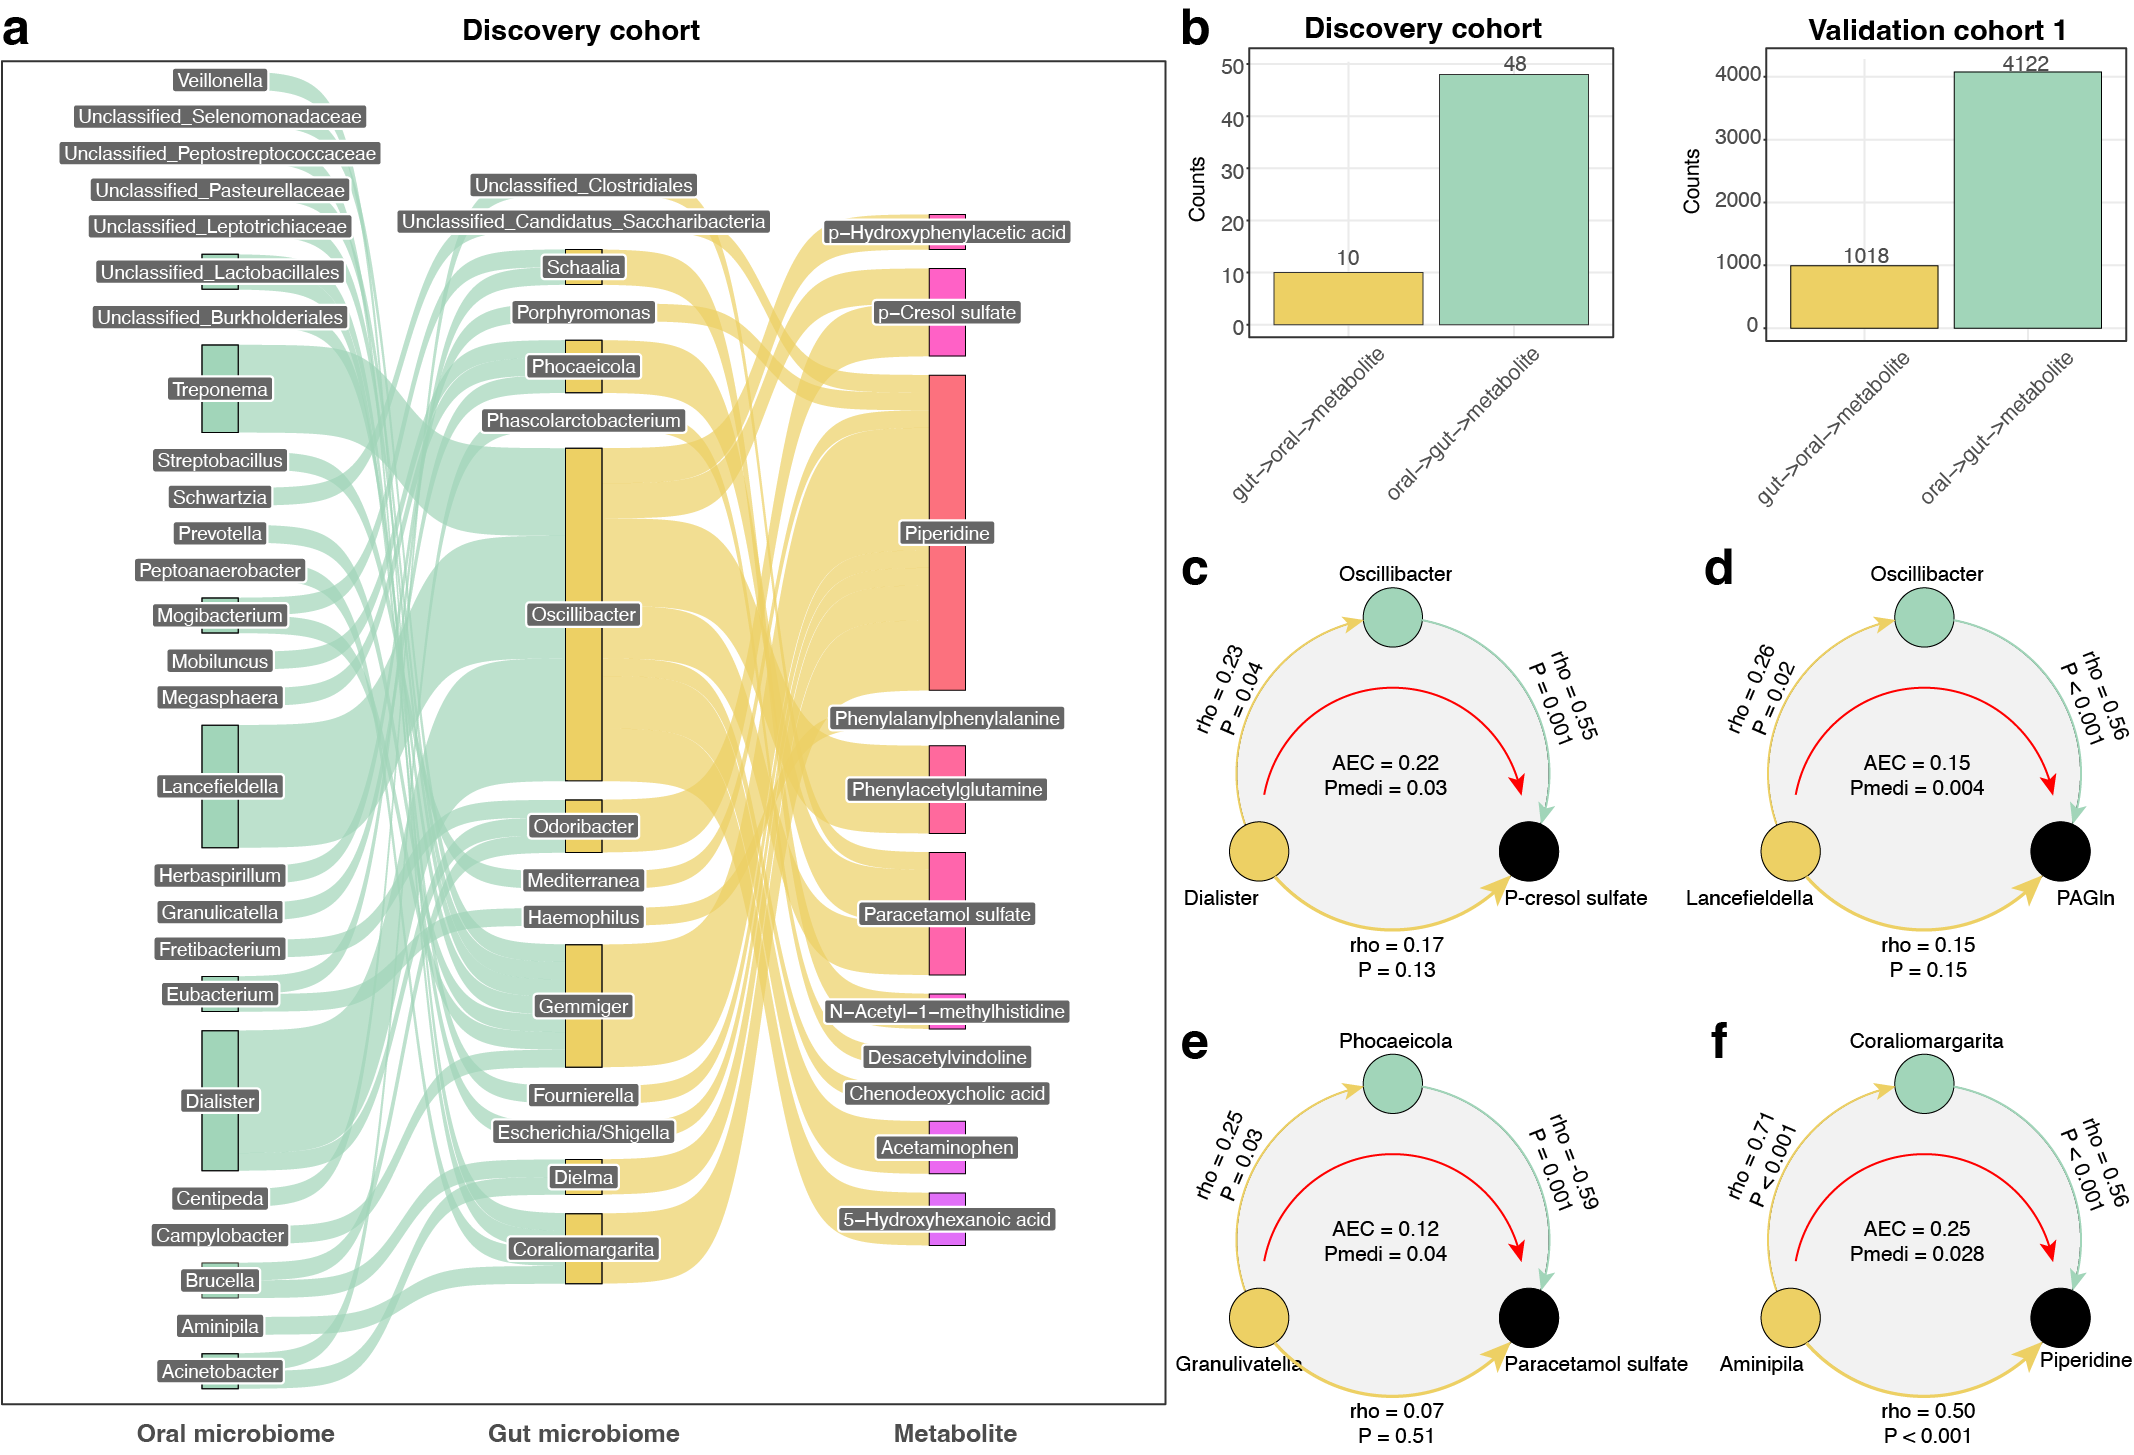 a
Discovery cohort
Veillonella
Unclassified_Selenomonadaceae
Unclassified_Peptostreptococcaceae
Unclassified_Pasteurellaceae
Unclassified_Leptotrichiaceae
Unclassified_Lactobacillales
Unclassified_Burkholderiales
Treponema
Streptobacillus
Schwartzia
Prevotella
Peptoanaerobacter
Mogibacterium
Mobiluncus
Megasphaera
Lancefieldella
Herbaspirillum
Granulicatella
Fretibacterium
Eubacterium
Dialister
Centipeda
Campylobacter
Brucella
Aminipila
Acinetobacter
Oral microbiome
Unclassified_Clostridiales
Unclassified_Candidatus_Saccharibacteria
Schaalia
Porphyromonas
Phocaeicola
Phascolarctobacterium
Oscillibacter
Odoribacter
Mediterranea
Haemophilus
Gemmiger
Fournierella
Escherichia/Shigella
Dielma
Coraliomargarita
Gut microbiome
p−Hydroxyphenylacetic acid
p−Cresol sulfate
Piperidine
Phenylalanylphenylalanine
Phenylacetylglutamine
Paracetamol sulfate
N−Acetyl−1−methylhistidine
Desacetylvindoline
Chenodeoxycholic acid
Acetaminophen
5−Hydroxyhexanoic acid
Metabolite
b
Discovery cohort
Counts
50
40
30
20
10
0
10
48
gut−>oral−>metabolite
oral−>gut−>metabolite
Validation cohort 1
Counts
4000
3000
2000
1000
0
1018
4122
gut−>oral−>metabolite
oral−>gut−>metabolite
c
Oscillibacter
rho = 0.23
P = 0.04
rho = 0.55
P = 0.001
AEC = 0.22
Pmedi = 0.03
Dialister
P-cresol sulfate
rho = 0.17
P = 0.13
d
Oscillibacter
rho = 0.26
P = 0.02
rho = 0.56
P < 0.001
AEC = 0.15
Pmedi = 0.004
Lancefieldella
PAGln
rho = 0.15
P = 0.15
e
Phocaeicola
rho = 0.25
P = 0.03
rho = -0.59
P = 0.001
AEC = 0.12
Pmedi = 0.04
Granulivatella
Paracetamol sulfate
rho = 0.07
P = 0.51
f
Coraliomargarita
rho = 0.71
P < 0.001
rho = 0.56
P < 0.001
AEC = 0.25
Pmedi = 0.028
Aminipila
Piperidine
rho = 0.50
P < 0.001